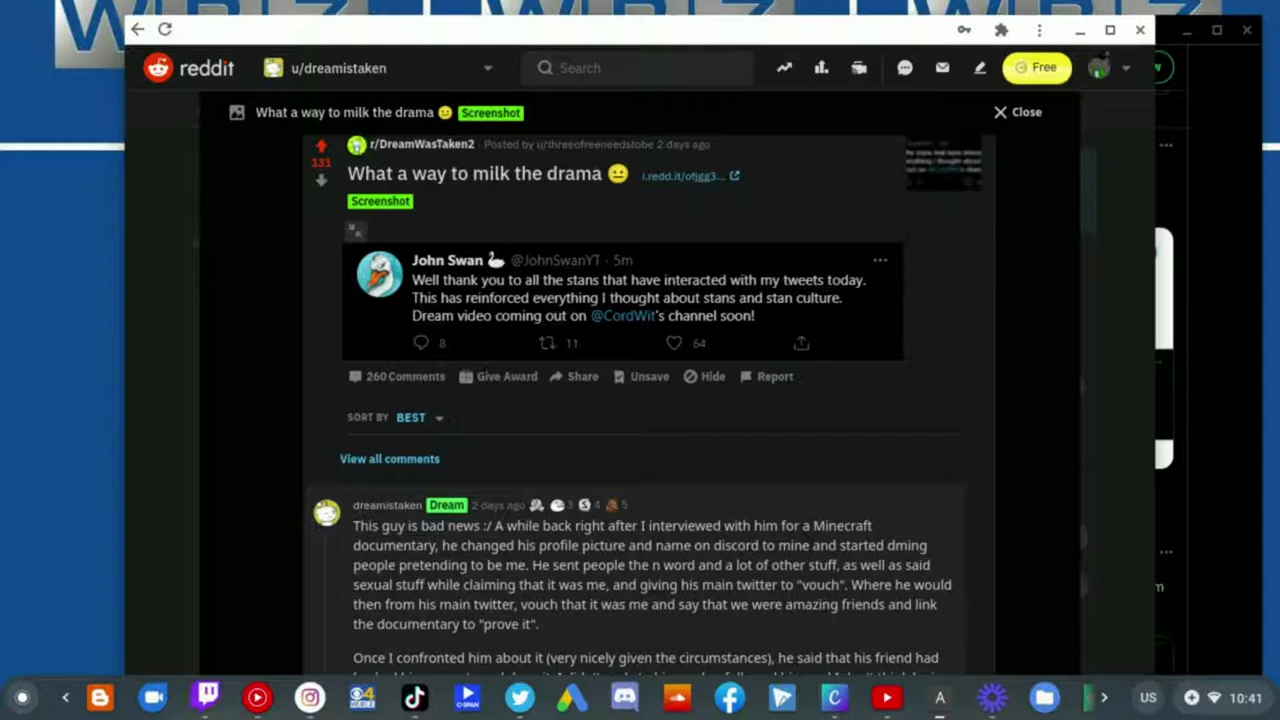 reddit
u/dreamistaken
Search
Free
What a way to milk the drama 😐 Screenshot
Close
r/DreamWasTaken2 · Posted by u/threeofreeneedstobe 2 days ago
131
What a way to milk the drama 😐 i.redd.it/ofjgg3...
Screenshot
John Swan 🦢 @JohnSwanYT · 5m
Well thank you to all the stans that have interacted with my tweets today.
This has reinforced everything I thought about stans and stan culture.
Dream video coming out on @CordWit's channel soon!
8 11 64
260 Comments Give Award Share Unsave Hide Report
SORT BY BEST
View all comments
dreamistaken Dream 2 days ago 3 4 5
This guy is bad news :/ A while back right after I interviewed with him for a Minecraft
documentary, he changed his profile picture and name on discord to mine and started dming
people pretending to be me. He sent people the n word and a lot of other stuff, as well as said
sexual stuff while claiming that it was me, and giving his main twitter to "vouch". Where he would
then from his main twitter, vouch that it was me and say that we were amazing friends and link
the documentary to "prove it".
Once I confronted him about it (very nicely given the circumstances), he said that his friend had
US 10:41